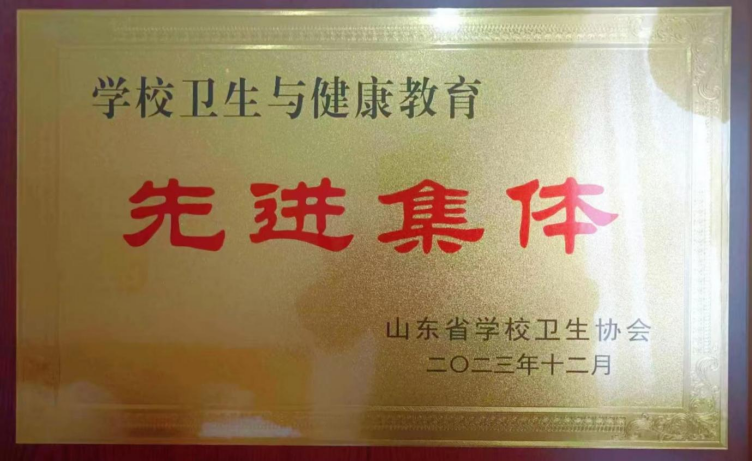 学校卫生与健康教育
先进集体
山东省学校卫生协会
二〇二三年十二月